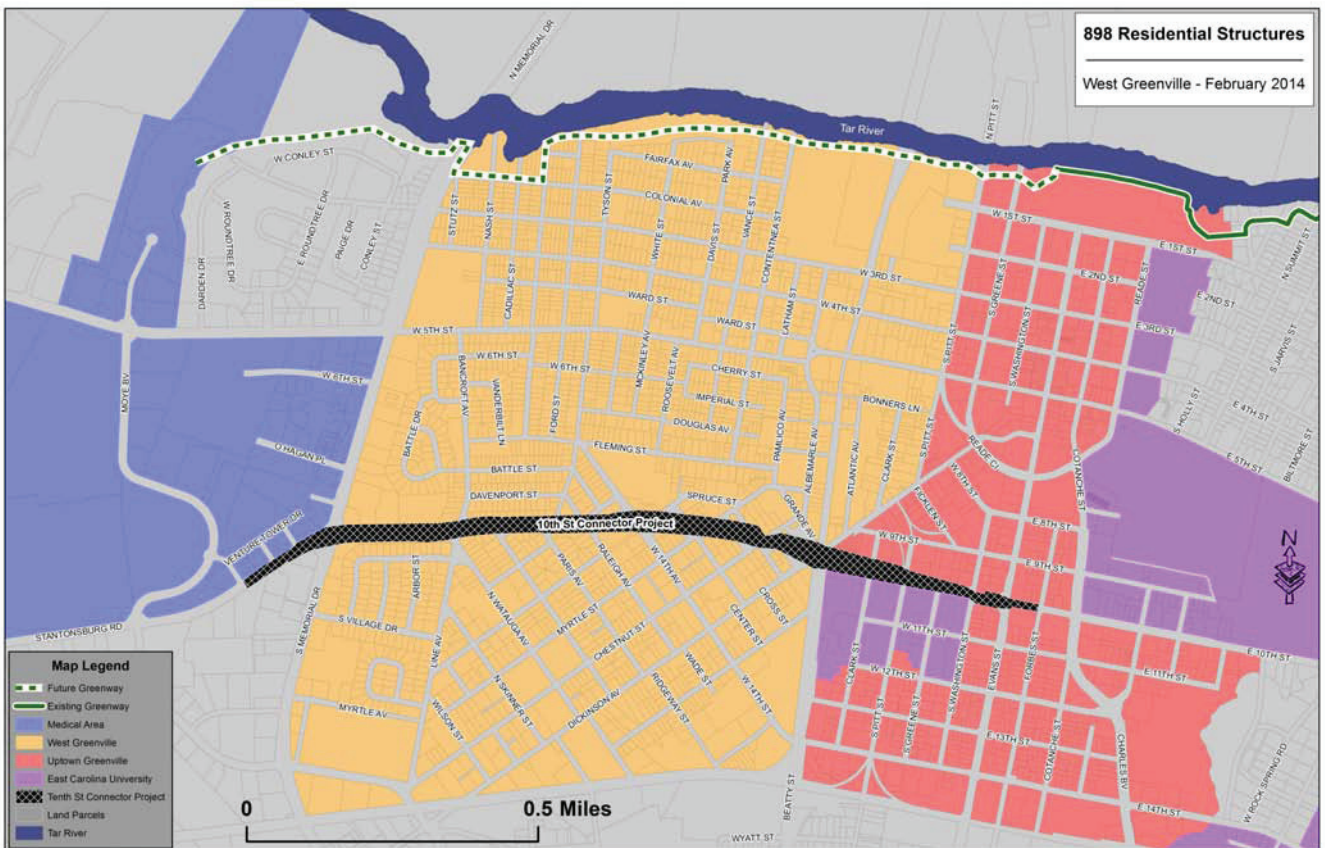 898 Residential Structures
West Greenville - February 2014
N MEMORIAL DR
N PITT ST
Tar River
W CONLEY ST
FAIRFAX AV
PARK AV
TYSON ST
COLONIAL AV
STUTZ ST
NASH ST
VANCE ST
CONTENTNEA ST
WHITE ST
DAVIS ST
W 1ST ST
E 1ST ST
N SUMMIT ST
W ROUNDTREE DR
E ROUNDTREE DR
PAIGE DR
CONLEY ST
DARDEN DR
CADILLAC ST
W 3RD ST
S GREENE ST
E 2ND ST
READE ST
E 2ND ST
WARD ST
W 4TH ST
LATHAM ST
WARD ST
E 3RD ST
S JARVIS ST
W 5TH ST
S PITT ST
S WASHINGTON ST
MOYE BV
W 6TH ST
BANCROFT AV
W 6TH ST
W 6TH ST
VANDERBILT LN
FORD ST
MCKINLEY AV
ROOSEVELT AV
CHERRY ST
IMPERIAL ST
DOUGLAS AV
BONNERS LN
S HOLLY ST
E 4TH ST
E 5TH ST
BILTMORE ST
BATTLE DR
O HAGAN PL
FLEMING ST
PAMLICO AV
ALBEMARLE AV
ATLANTIC AV
CLARK ST
S PITT ST
READE CI
COTANCHE ST
BATTLE ST
W 8TH ST
FICKLEN ST
DAVENPORT ST
SPRUCE ST
GRANDE AV
E 8TH ST
10th St Connector Project
W 9TH ST
E 9TH ST
VENTURE TOWER DR
N
ARBOR ST
PARIS AV
RALEIGH AV
W 14TH AV
CROSS ST
S MEMORIAL DR
N WATAUGA AV
MYRTLE ST
CENTER ST
STANTONSBURG RD
S VILLAGE DR
CHESTNUT ST
CLARK ST
W 11TH ST
S WASHINGTON ST
EVANS ST
FORBES ST
E 10TH ST
LINE AV
W 12TH ST
E 11TH ST
WADE ST
N SKINNER ST
RIDGEWAY ST
W 14TH ST
MYRTLE AV
WILSON ST
DICKINSON AV
S PITT ST
S GREENE ST
E 13TH ST
COTANCHE ST
CHARLES BV
W ROCK SPRING RD
E 14TH ST
BEATTY ST
WYATT ST
Map Legend
Future Greenway
Existing Greenway
Medical Area
West Greenville
Uptown Greenville
East Carolina University
Tenth St Connector Project
Land Parcels
Tar River
0
0.5 Miles